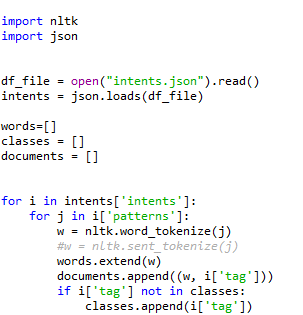 import nltk
import json
df_file = open("intents.json").read()
intents = json.loads(df_file)
words=[]
classes = []
documents = []
for i in intents['intents']:
    for j in i['patterns']:
        w = nltk.word_tokenize(j)
        #w = nltk.sent_tokenize(j)
        words.extend(w)
        documents.append((w, i['tag']))
        if i['tag'] not in classes:
            classes.append(i['tag'])